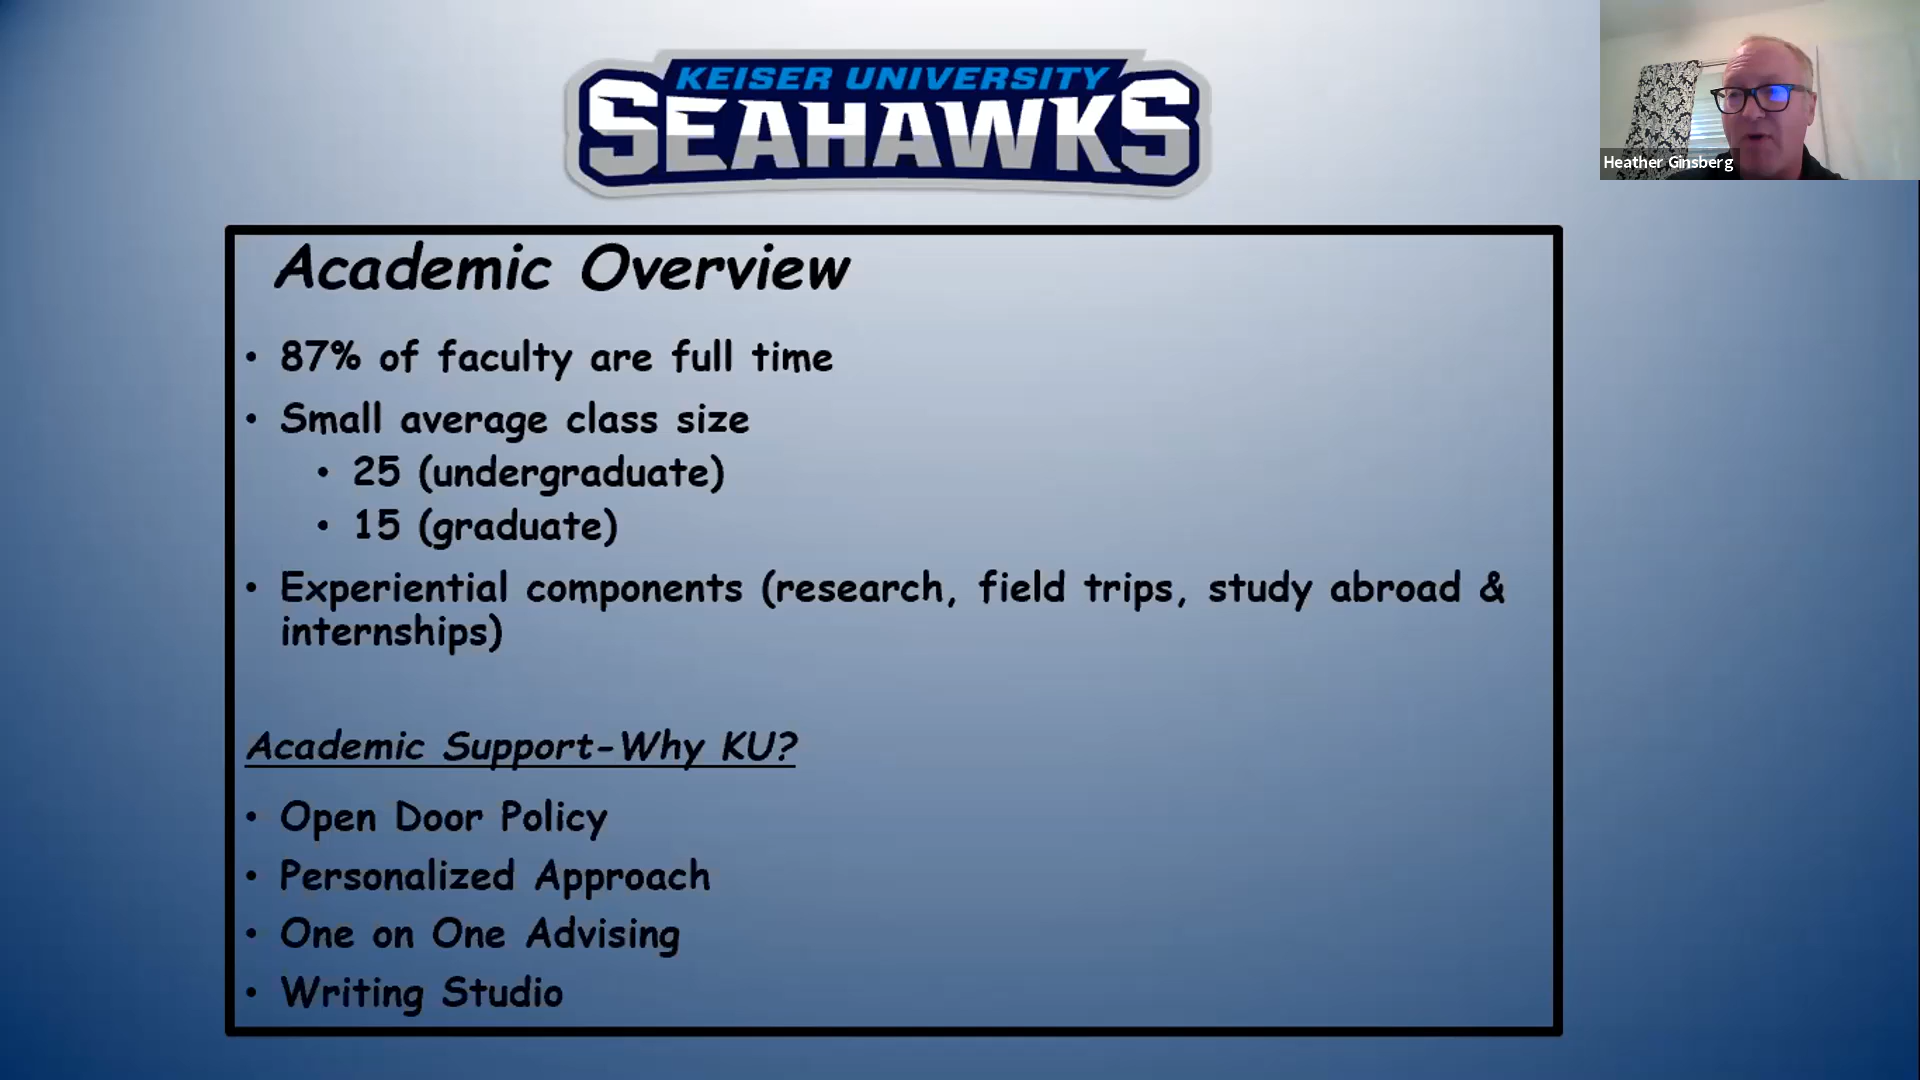 KEISER UNIVERSITY
SEAHAWKS
Heather Ginsberg
Academic Overview
• 87% of faculty are full time
• Small average class size
• 25 (undergraduate)
• 15 (graduate)
• Experiential components (research, field trips, study abroad &
internships)
Academic Support-Why KU?
• Open Door Policy
• Personalized Approach
• One on One Advising
• Writing Studio